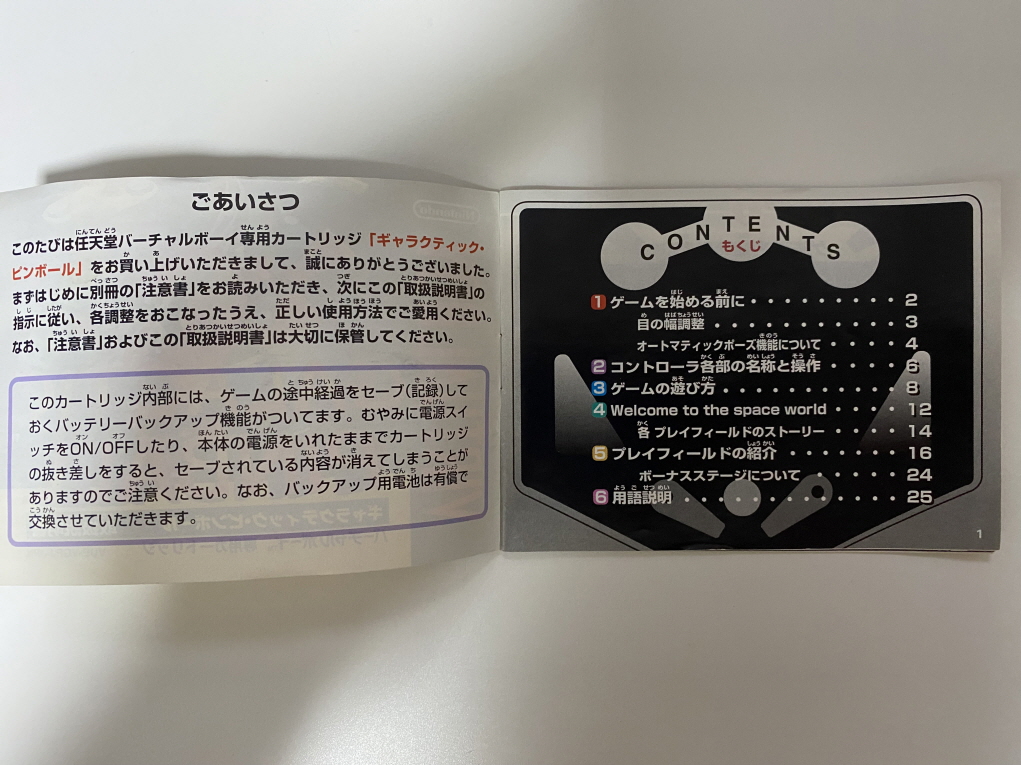 ごあいさつ
このたびは任天堂バーチャルボーイ専用カートリッジ「ギャラクティック・
ピンボール」をお買い上げいただきまして、誠にありがとうございました。
まずはじめに別冊の「注意書」をお読みいただき、次にこの「取扱説明書」の
指示に従い、各調整をおこなったうえ、正しい使用方法でご愛用ください。
なお、「注意書」およびこの「取扱説明書」は大切に保管してください。
このカートリッジ内部には、ゲームの途中経過をセーブ(記録)して
おくバッテリーバックアップ機能がついてます。むやみに電源スイ
ッチをON/OFFしたり、本体の電源をいれたままでカートリッジ
の抜き差しをすると、セーブされている内容が消えてしまうことが
ありますのでご注意ください。なお、バックアップ用電池は有償で
交換させていただきます。
CONTENTS
もくじ
1 ゲームを始める前に・・・・・・・・・・2
目の幅調整・・・・・・・・・・・3
オートマティックポーズ機能について・・・・4
2 コントローラ各部の名称と操作・・・・・6
3 ゲームの遊び方・・・・・・・・・・・8
4 Welcome to the space world・・・・・12
各 プレイフィールドのストーリー・・・・14
5 プレイフィールドの紹介・・・・・・・16
ボーナスステージについて・・・・・24
6 用語説明・・・・・・・・・・・・・25
1